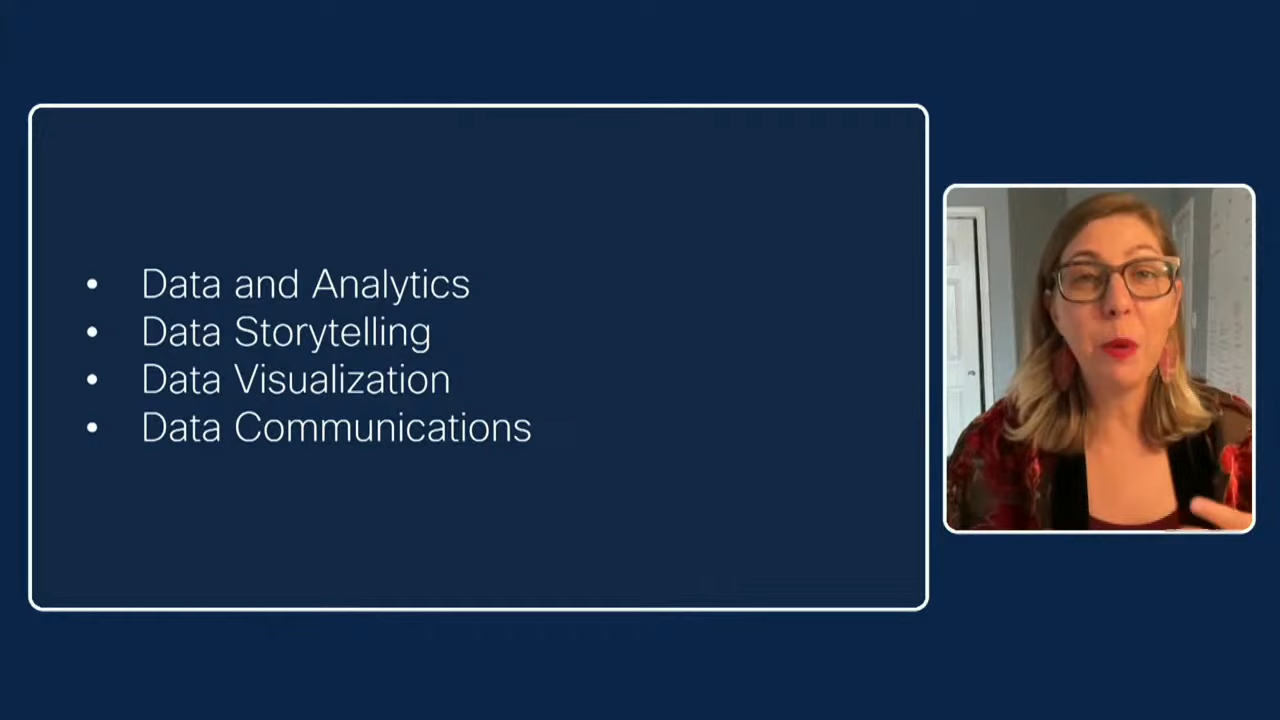 • Data and Analytics
• Data Storytelling
• Data Visualization
• Data Communications